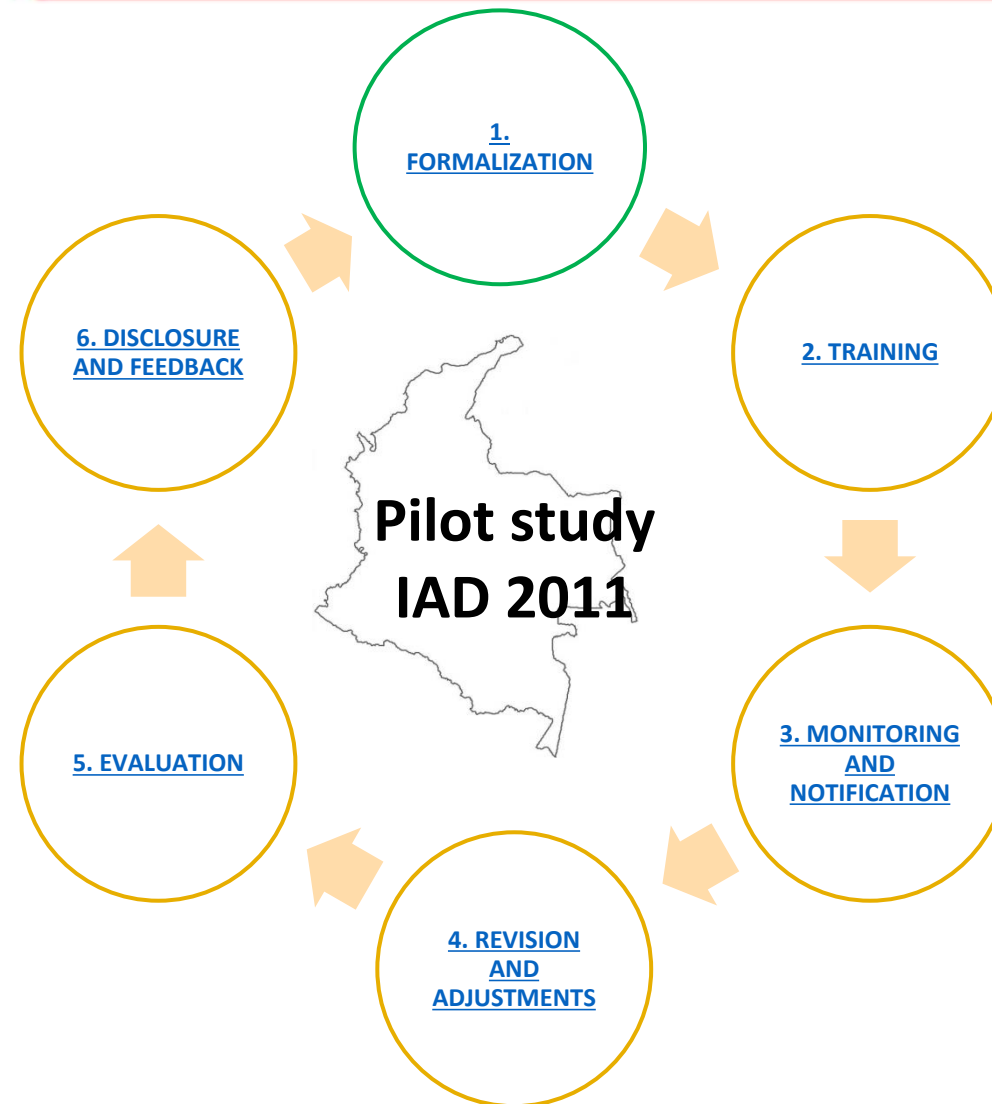 1.
FORMALIZATION
2. TRAINING
3. MONITORING
AND
NOTIFICATION
4. REVISION
AND
ADJUSTMENTS
5. EVALUATION
6. DISCLOSURE
AND FEEDBACK
Pilot study
IAD 2011